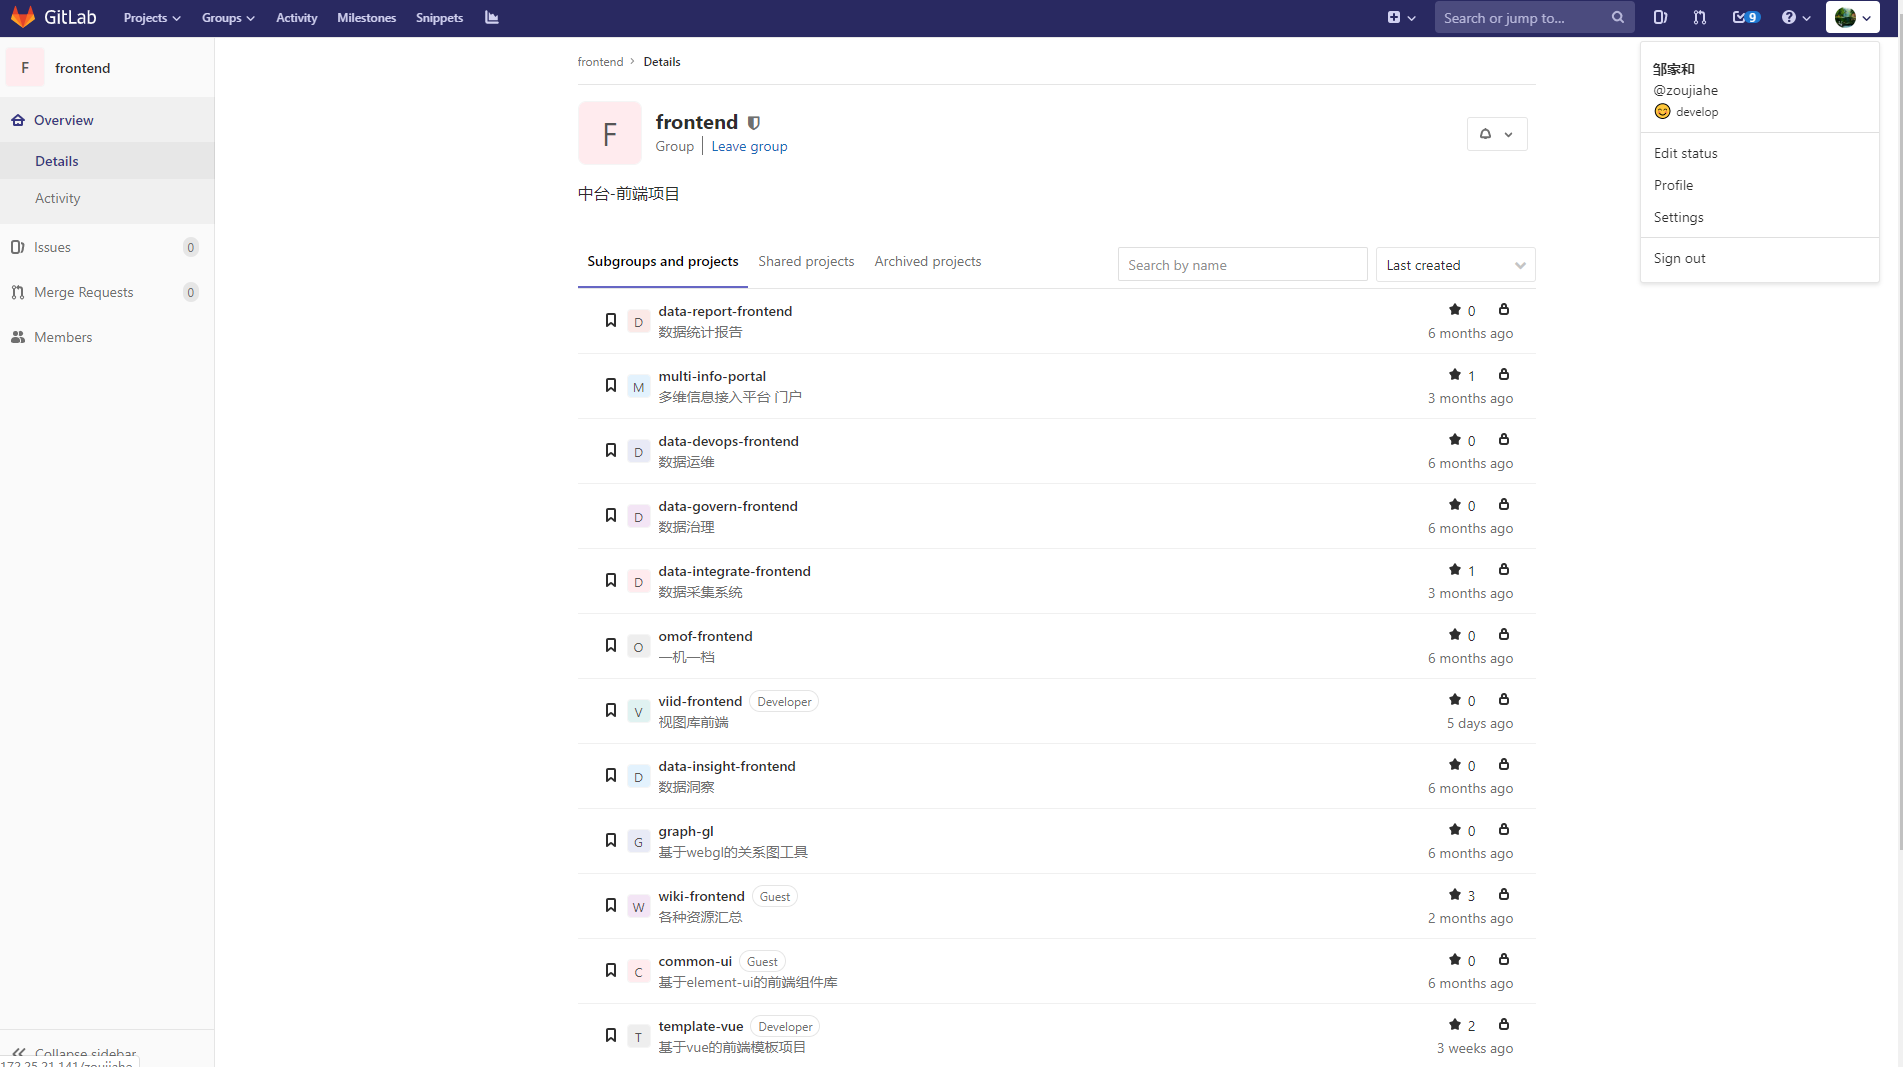 GitLab Projects Groups Activity Milestones Snippets Search or jump to... 9
F frontend
Overview
Details
Activity
Issues 0
Merge Requests 0
Members
Collapse sidebar
172.25.21.141/zoujiahe
frontend > Details
F
frontend
Group Leave group
中台-前端项目
Subgroups and projects Shared projects Archived projects Search by name Last created
D data-report-frontend 0
数据统计报告 6 months ago
M multi-info-portal 1
多维信息接入平台 门户 3 months ago
D data-devops-frontend 0
数据运维 6 months ago
D data-govern-frontend 0
数据治理 6 months ago
D data-integrate-frontend 1
数据采集系统 3 months ago
O omof-frontend 0
一机一档 6 months ago
V viid-frontend Developer 0
视图库前端 5 days ago
D data-insight-frontend 0
数据洞察 6 months ago
G graph-gl 0
基于webgl的关系图工具 6 months ago
W wiki-frontend Guest 3
各种资源汇总 2 months ago
C common-ui Guest 0
基于element-ui的前端组件库 6 months ago
T template-vue Developer 2
基于vue的前端模板项目 3 weeks ago
邹家和
@zoujiahe
develop
Edit status
Profile
Settings
Sign out